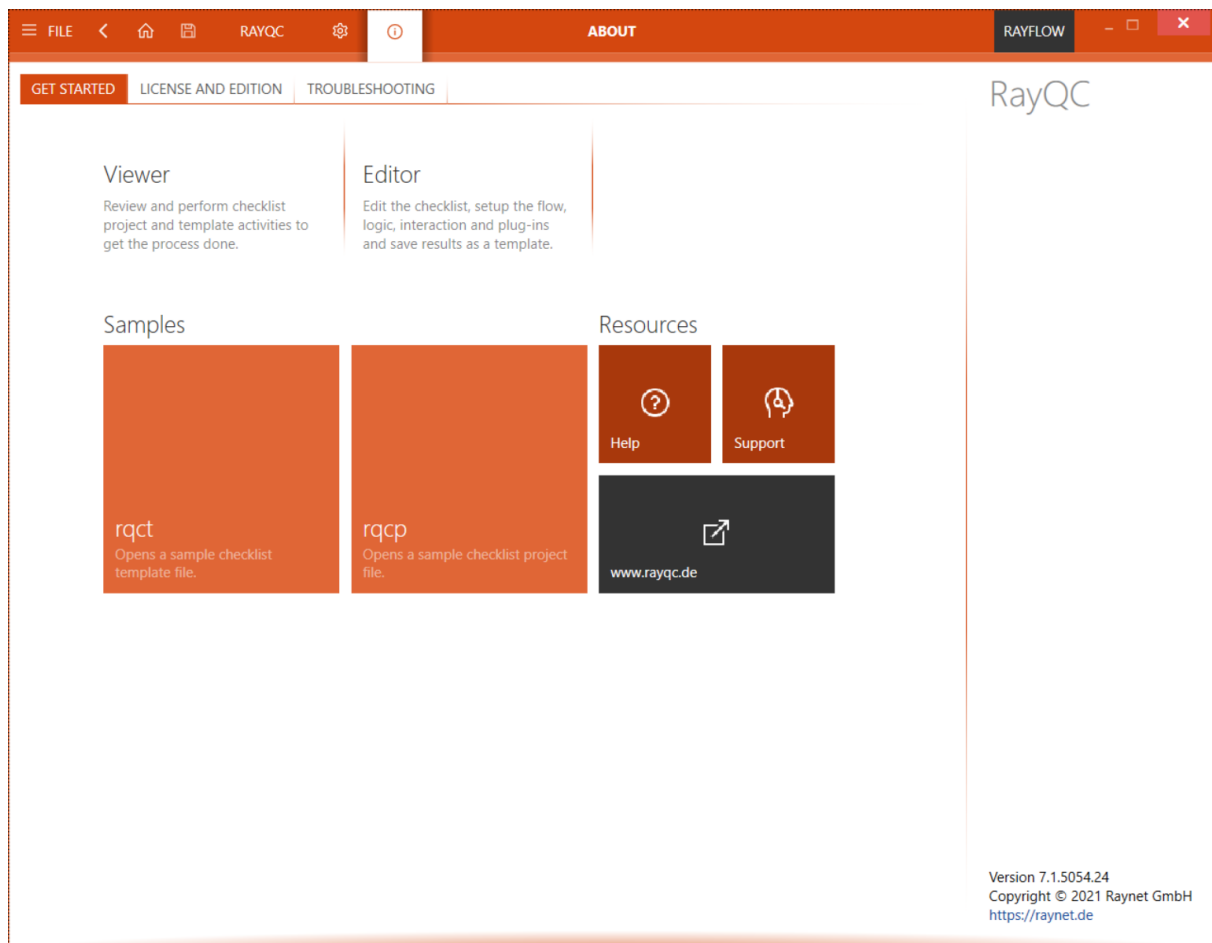 FILE
RAYQC
ABOUT
RAYFLOW
GET STARTED
LICENSE AND EDITION
TROUBLESHOOTING
RayQC
Viewer
Review and perform checklist
project and template activities to
get the process done.
Editor
Edit the checklist, setup the flow,
logic, interaction and plug-ins
and save results as a template.
Samples
rqct
Opens a sample checklist
template file.
rqcp
Opens a sample checklist project
file.
Resources
Help
Support
www.rayqc.de
Version 7.1.5054.24
Copyright © 2021 Raynet GmbH
https://raynet.de